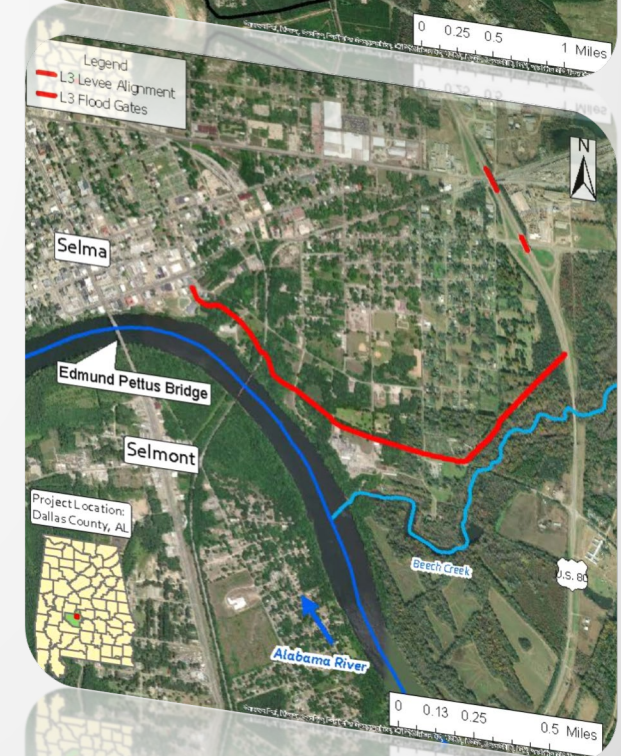 0 0.25 0.5 1 Miles
Legend
L3 Levee Alignment
L3 Flood Gates
N
Selma
Edmund Pettus Bridge
Selmont
Project Location:
Dallas County, AL
Beech Creek
U.S. 80
Alabama River
0 0.13 0.25 0.5 Miles